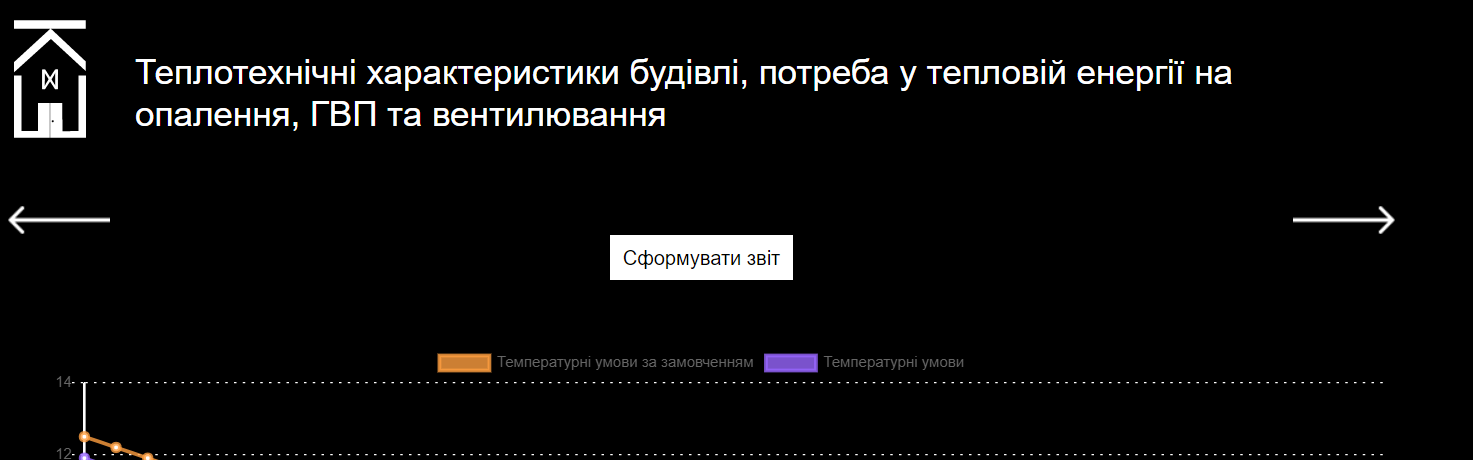 Теплотехнічні характеристики будівлі, потреба у тепловій енергії на
опалення, ГВП та вентилювання
Сформувати звіт
Температурні умови за замовченням
Температурні умови
14
12